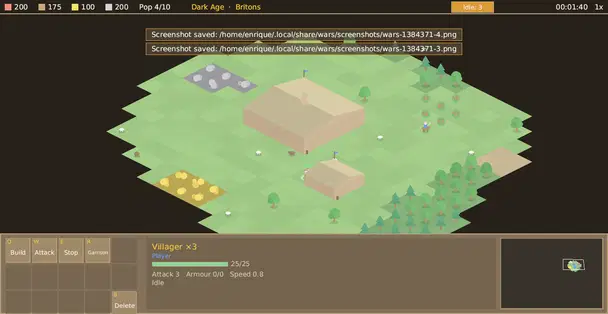 200 175 100 200 Pop 4/10 Dark Age · Britons Idle: 3 00:01:40 1x
Screenshot saved: /home/enrique/.local/share/wars/screenshots/wars-1384371-4.png
Screenshot saved: /home/enrique/.local/share/wars/screenshots/wars-1384371-3.png
Build Attack Stop Garrison
Delete
Villager ×3
Player
25/25
Attack 3 Armour 0/0 Speed 0.8
Idle